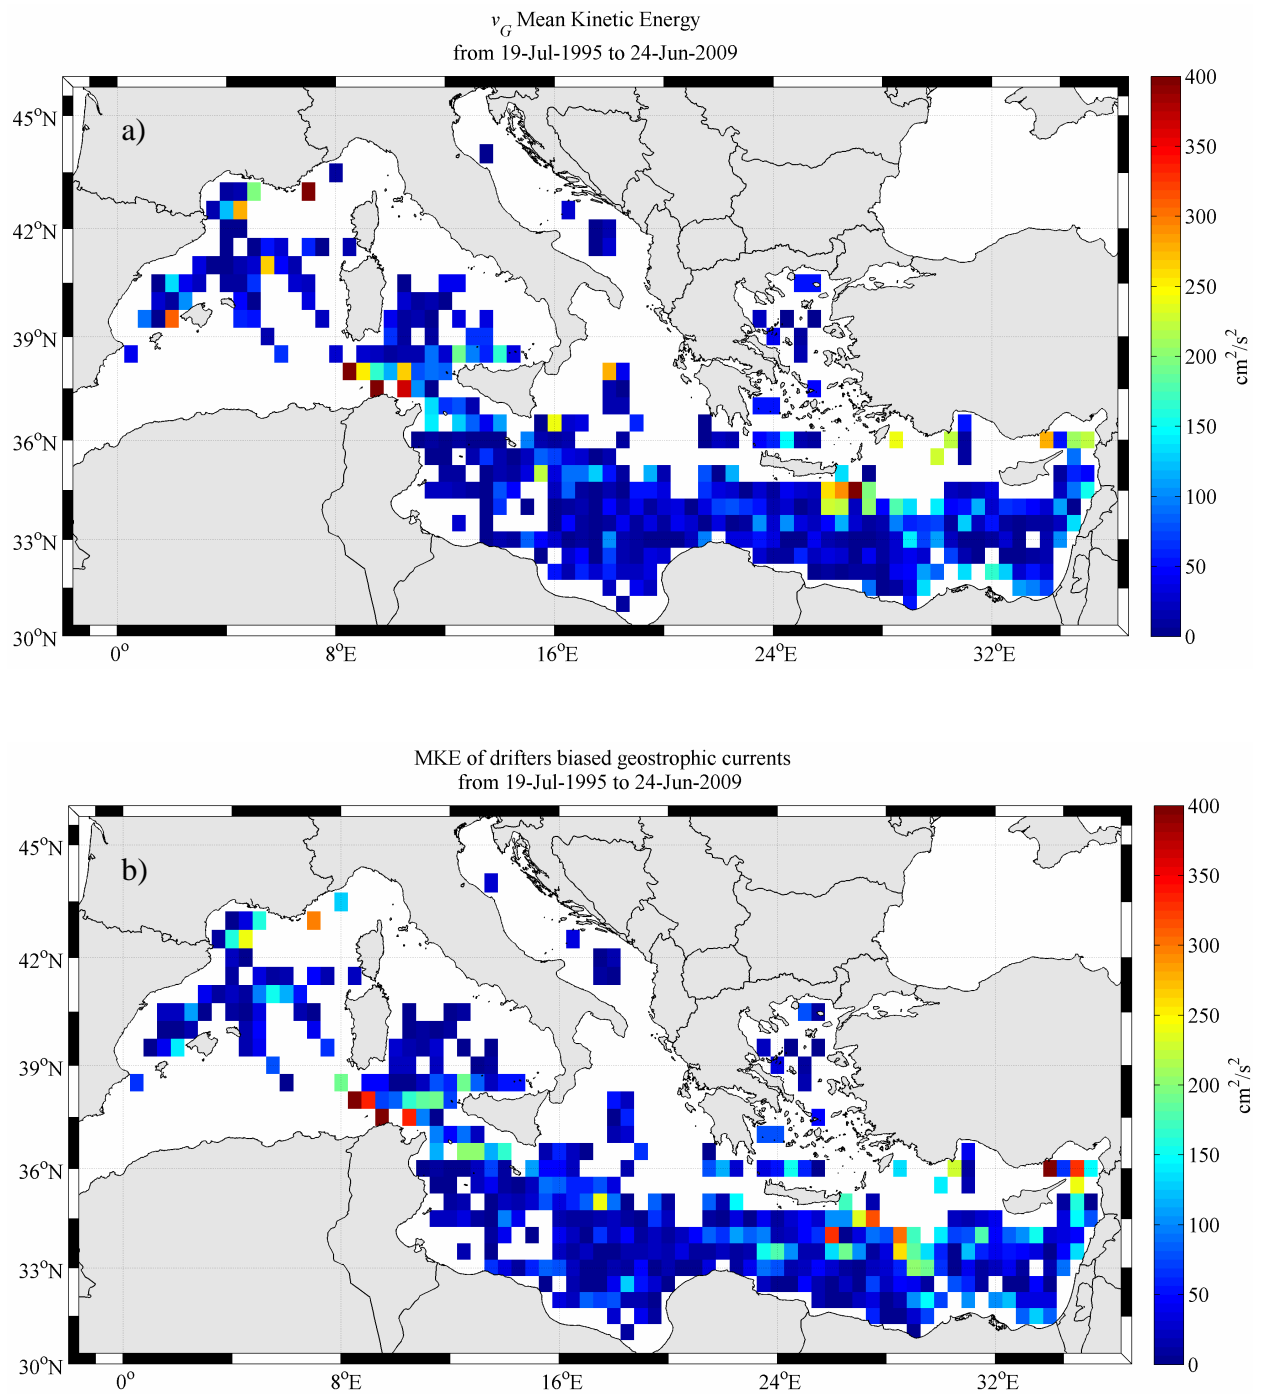 v_G Mean Kinetic Energy
from 19-Jul-1995 to 24-Jun-2009
a)
45°N
42°N
39°N
36°N
33°N
30°N
0°
8°E
16°E
24°E
32°E
400
350
300
250
200
150
100
50
0
cm²/s²
MKE of drifters biased geostrophic currents
from 19-Jul-1995 to 24-Jun-2009
b)
45°N
42°N
39°N
36°N
33°N
30°N
0°
8°E
16°E
24°E
32°E
400
350
300
250
200
150
100
50
0
cm²/s²